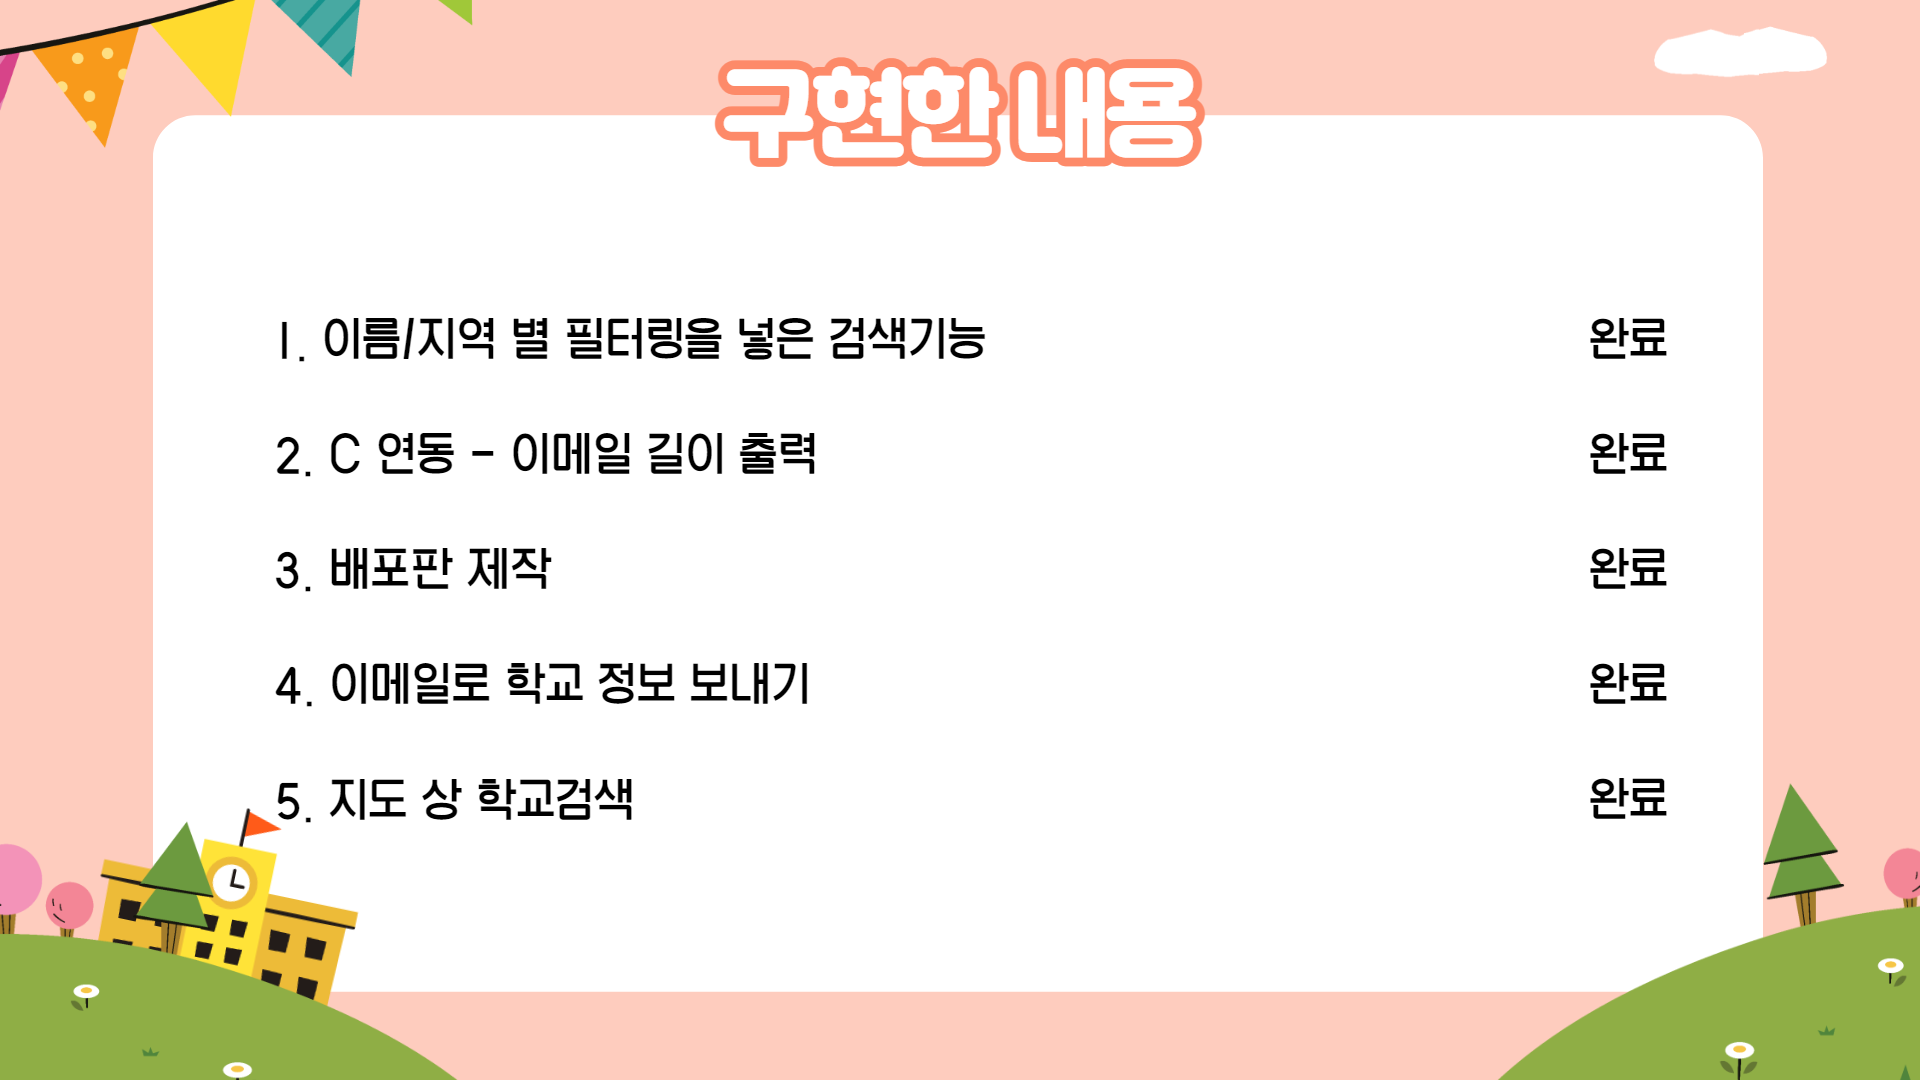 구현한 내용
1. 이름/지역 별 필터링을 넣은 검색기능 완료
2. C 연동 - 이메일 길이 출력 완료
3. 배포판 제작 완료
4. 이메일로 학교 정보 보내기 완료
5. 지도 상 학교검색 완료